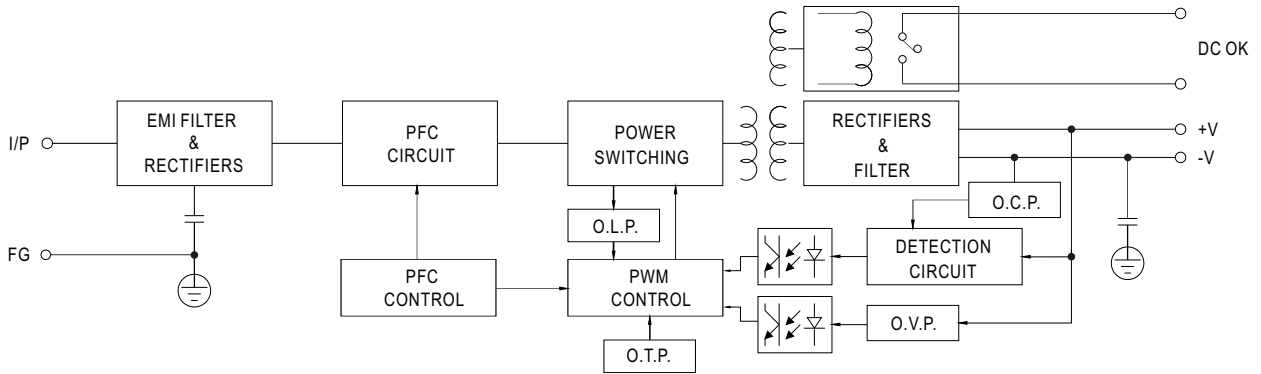 DC OK
I/P
EMI FILTER
&
RECTIFIERS
PFC
CIRCUIT
POWER
SWITCHING
RECTIFIERS
&
FILTER
+V
-V
O.C.P.
O.L.P.
FG
DETECTION
CIRCUIT
PFC
CONTROL
PWM
CONTROL
O.V.P.
O.T.P.